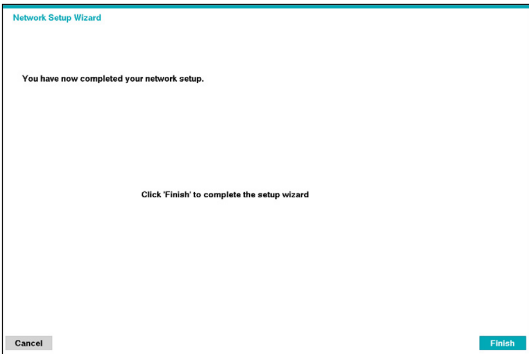 Network Setup Wizard
You have now completed your network setup.
Click 'Finish' to complete the setup wizard
Cancel
Finish